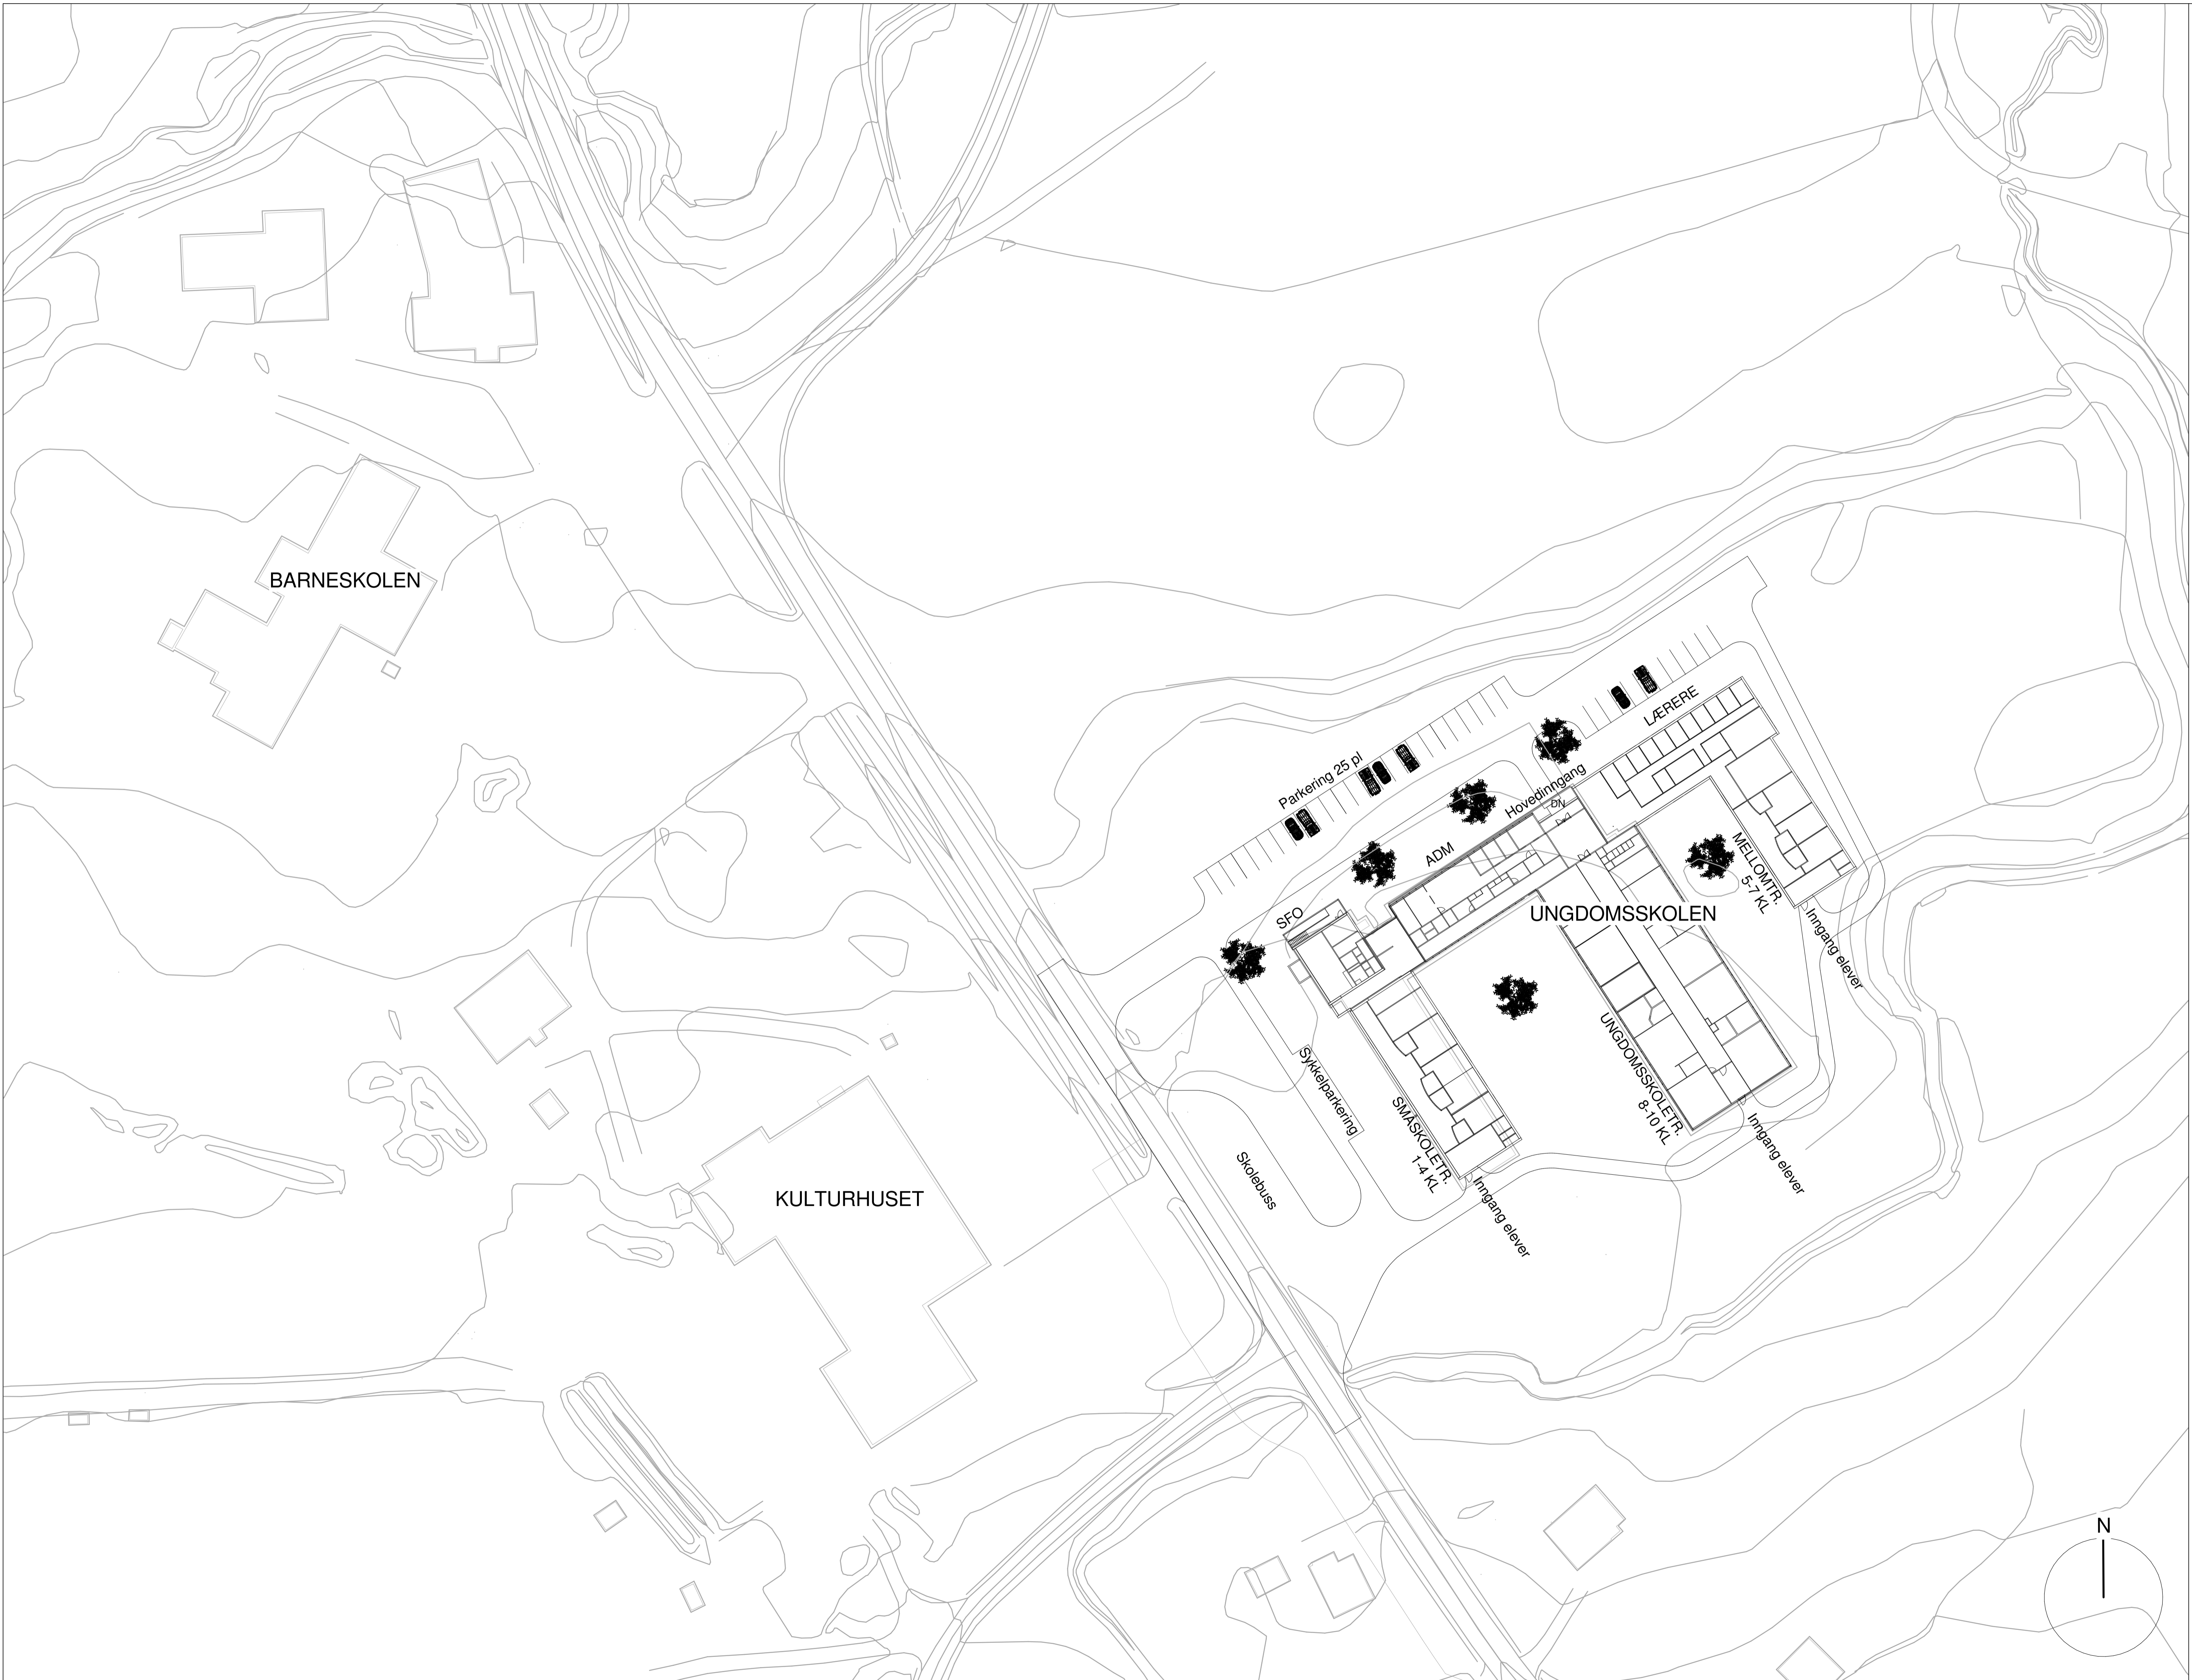 BARNESKOLEN
LÆRERE
Parkering 25 pl
Hovedinngang
DN
ADM
MELLOMTR.
5-7 KL
SFO
UNGDOMSSKOLEN
Inngang elever
Sykkelparkering
UNGDOMSSKOLETR.
8-10 KL
SMÅSKOLETR.
1-4 KL
Inngang elever
Skolebuss
KULTURHUSET
Inngang elever
N